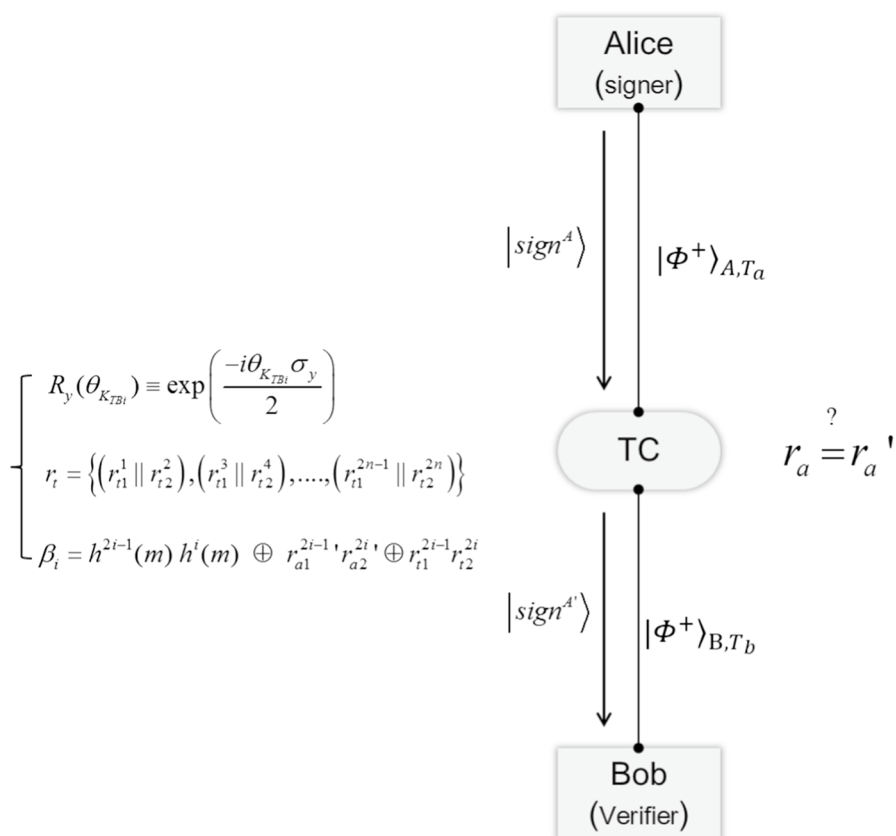 Alice
(signer)
|sign^A⟩
|Φ^+⟩_{A,T_a}
R_y(θ_{K_{TBi}}) ≡ exp(\frac{-iθ_{K_{TBi}}σ_y}{2})
TC
r_a \overset{?}{=} r_a '
r_t = {(r_{t1}^1 || r_{t2}^2),(r_{t1}^3 || r_{t2}^4),....,(r_{t1}^{2n-1} || r_{t2}^{2n})}
β_i = h^{2i-1}(m) h^i(m) ⊕ r_{a1}^{2i-1} ' r_{a2}^{2i} ' ⊕ r_{t1}^{2i-1} r_{t2}^{2i}
|sign^{A'}⟩
|Φ^+⟩_{B,T_b}
Bob
(Verifier)